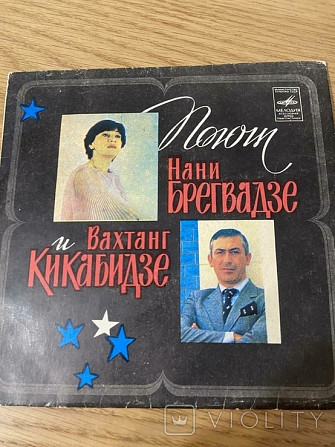 Поют
МЕЛОДИЯ
Нани
Брегвадзе
и Вахтанг
Кикабидзе
VIOLITY